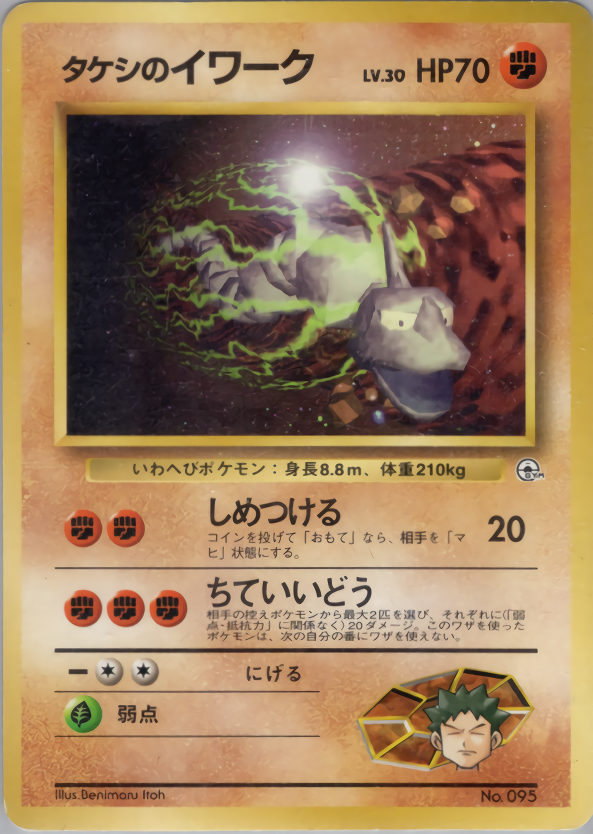 タケシのイワーク LV.30 HP70
いわへびポケモン：身長8.8m、体重210kg
GYM
しめつける 20
コインを投げて「おもて」なら、相手を「マ
ヒ」状態にする。
ちていいどう
相手の控えポケモンから最大2匹を選び、それぞれに(「弱
点・抵抗力」に関係なく)20ダメージ。このワザを使った
ポケモンは、次の自分の番にワザを使えない。
ー にげる
弱点
Illus.Benimaru Itoh No. 095